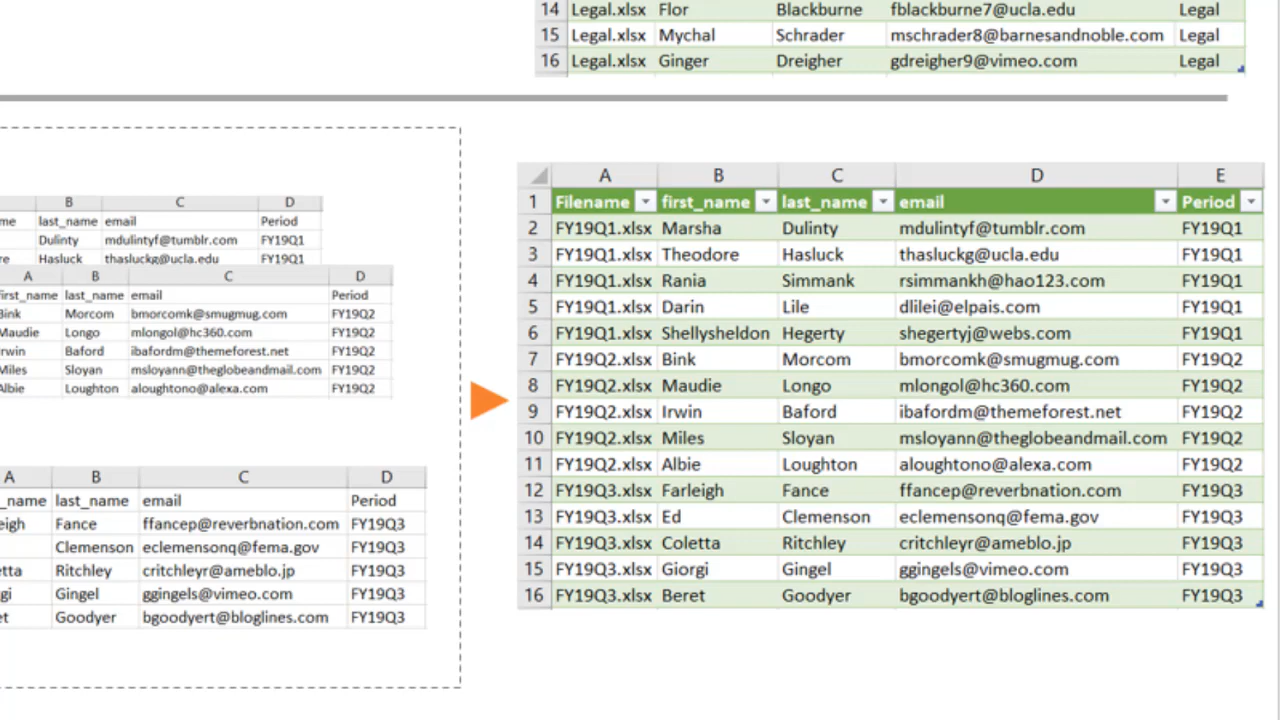 14 Legal.xlsx Flor Blackburne fblackburne7@ucla.edu Legal
15 Legal.xlsx Mychal Schrader mschrader8@barnesandnoble.com Legal
16 Legal.xlsx Ginger Dreigher gdreigher9@vimeo.com Legal
B C D
me last_name email Period
Dulinty mdulintyf@tumblr.com FY19Q1
re Hasluck thasluckg@ucla.edu FY19Q1
A B C D
first_name last_name email Period
Bink Morcom bmorcomk@smugmug.com FY19Q2
Maudie Longo mlongol@hc360.com FY19Q2
Irwin Baford ibafordm@themeforest.net FY19Q2
Miles Sloyan msloyann@theglobeandmail.com FY19Q2
Albie Loughton aloughtono@alexa.com FY19Q2
A B C D
_name last_name email Period
eigh Fance ffancep@reverbnation.com FY19Q3
Clemenson eclemensonq@fema.gov FY19Q3
etta Ritchley critchleyr@ameblo.jp FY19Q3
gi Gingel ggingels@vimeo.com FY19Q3
et Goodyer bgoodyert@bloglines.com FY19Q3
A B C D E
1 Filename first_name last_name email Period
2 FY19Q1.xlsx Marsha Dulinty mdulintyf@tumblr.com FY19Q1
3 FY19Q1.xlsx Theodore Hasluck thasluckg@ucla.edu FY19Q1
4 FY19Q1.xlsx Rania Simmank rsimmankh@hao123.com FY19Q1
5 FY19Q1.xlsx Darin Lile dlilei@elpais.com FY19Q1
6 FY19Q1.xlsx Shellysheldon Hegerty shegertyj@webs.com FY19Q1
7 FY19Q2.xlsx Bink Morcom bmorcomk@smugmug.com FY19Q2
8 FY19Q2.xlsx Maudie Longo mlongol@hc360.com FY19Q2
9 FY19Q2.xlsx Irwin Baford ibafordm@themeforest.net FY19Q2
10 FY19Q2.xlsx Miles Sloyan msloyann@theglobeandmail.com FY19Q2
11 FY19Q2.xlsx Albie Loughton aloughtono@alexa.com FY19Q2
12 FY19Q3.xlsx Farleigh Fance ffancep@reverbnation.com FY19Q3
13 FY19Q3.xlsx Ed Clemenson eclemensonq@fema.gov FY19Q3
14 FY19Q3.xlsx Coletta Ritchley critchleyr@ameblo.jp FY19Q3
15 FY19Q3.xlsx Giorgi Gingel ggingels@vimeo.com FY19Q3
16 FY19Q3.xlsx Beret Goodyer bgoodyert@bloglines.com FY19Q3